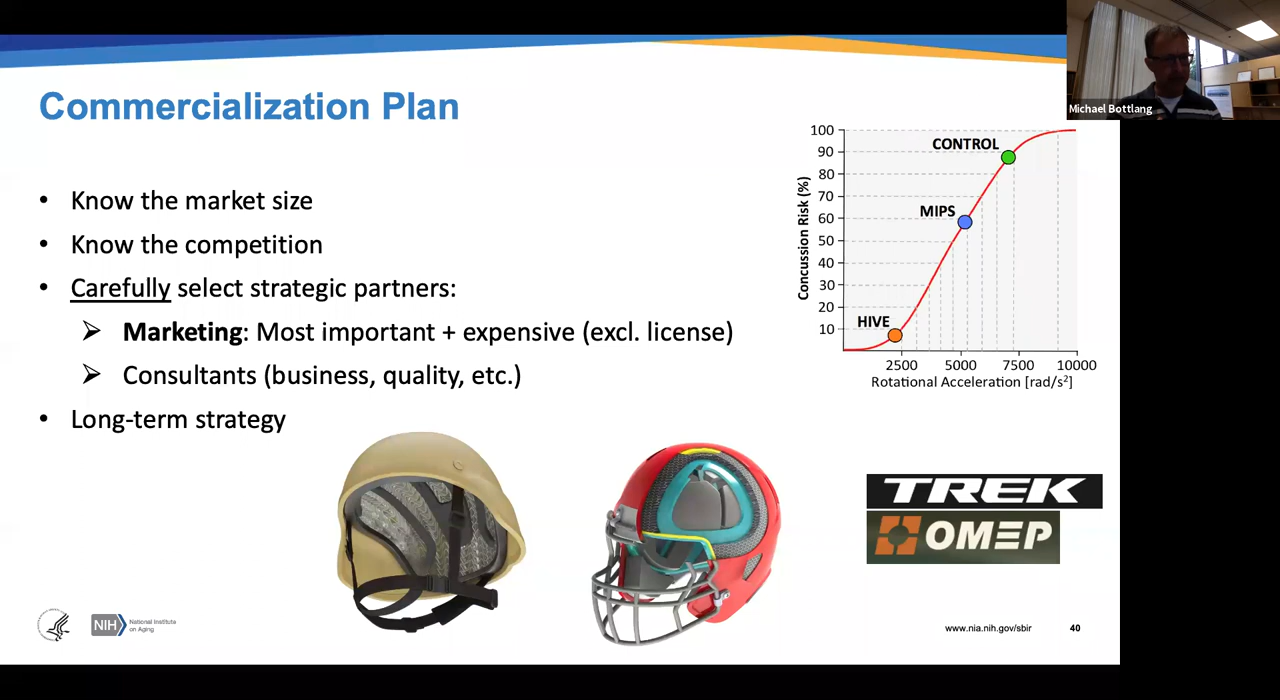 Michael Bottlang
Commercialization Plan
• Know the market size
• Know the competition
• Carefully select strategic partners:
➢ Marketing: Most important + expensive (excl. license)
➢ Consultants (business, quality, etc.)
• Long-term strategy
Concussion Risk (%)
100
90
80
70
60
50
40
30
20
10
CONTROL
MIPS
HIVE
2500 5000 7500 10000
Rotational Acceleration [rad/s²]
TREK
OMEP
NIH
National Institute
on Aging
www.nia.nih.gov/sbir 40